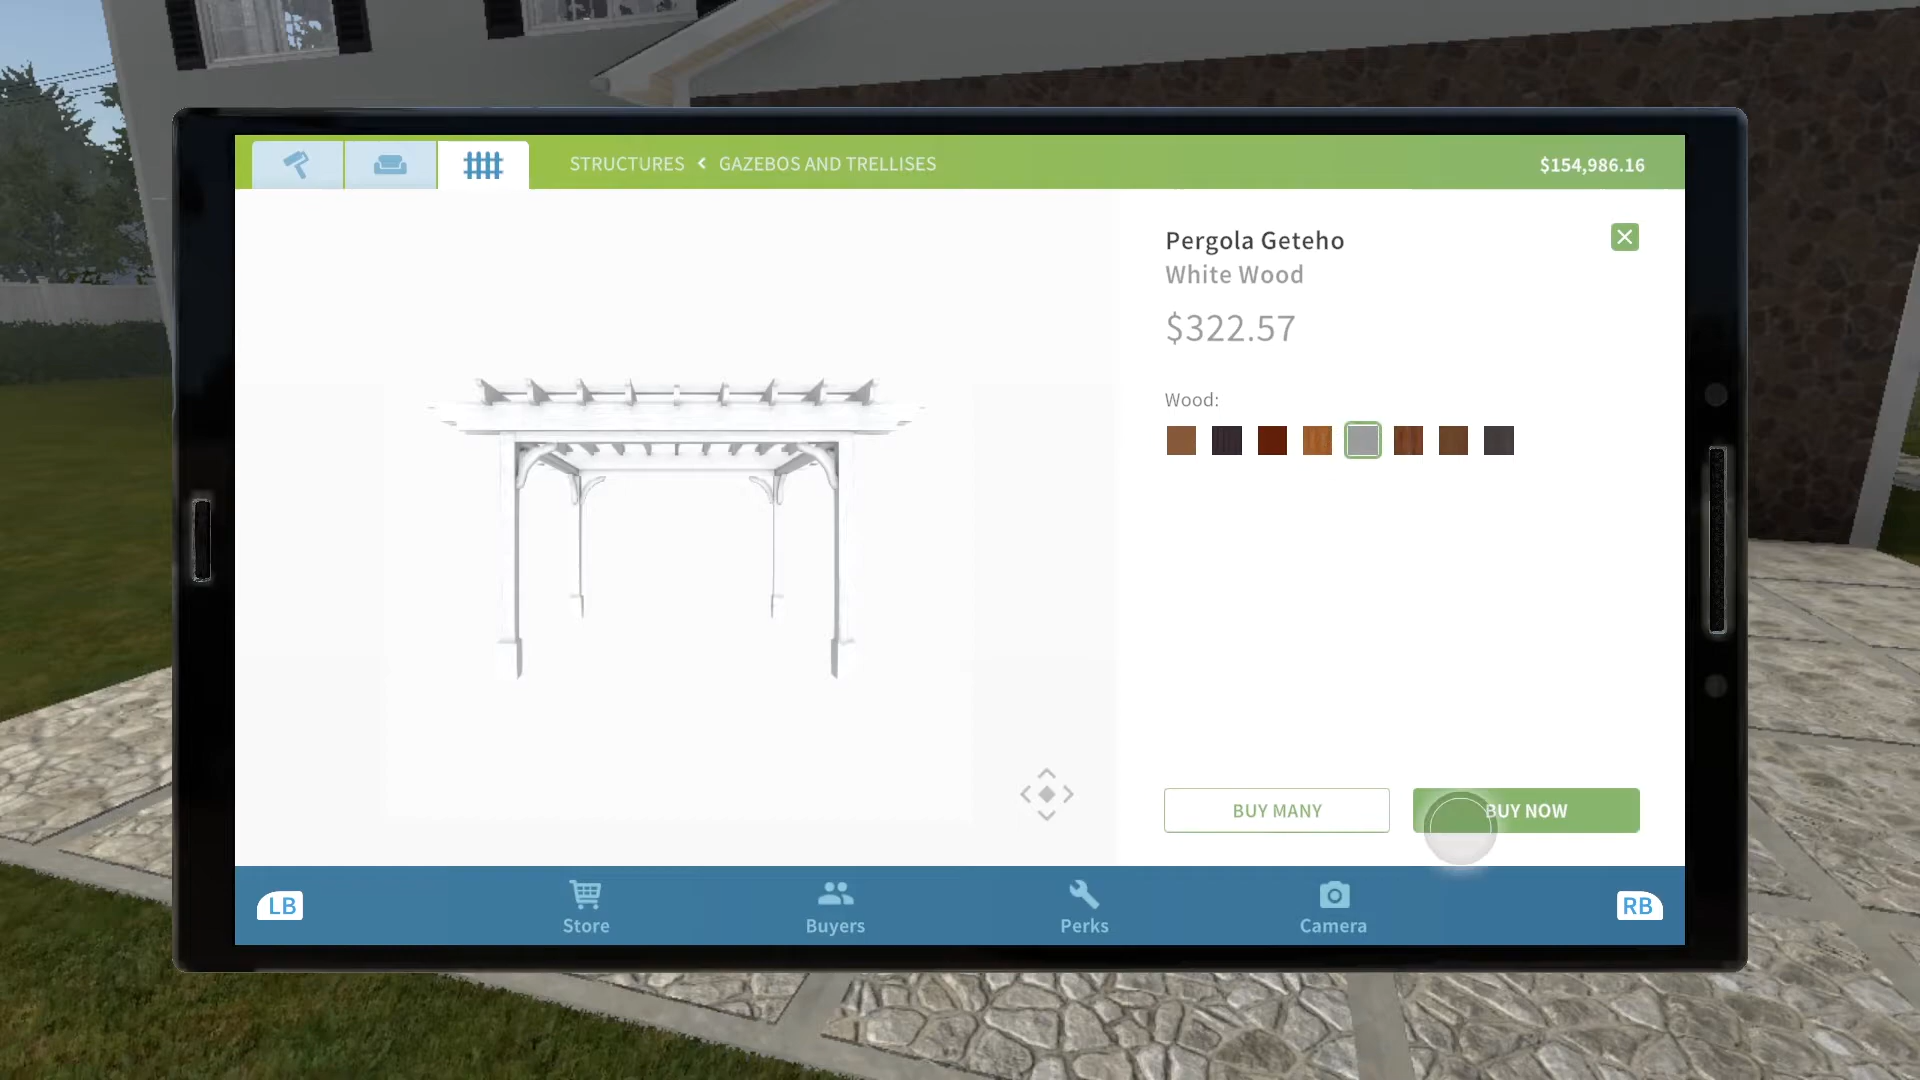 STRUCTURES < GAZEBOS AND TRELLISES
$154,986.16
Pergola Geteho
White Wood
$322.57
Wood:
BUY MANY
BUY NOW
LB
Store
Buyers
Perks
Camera
RB